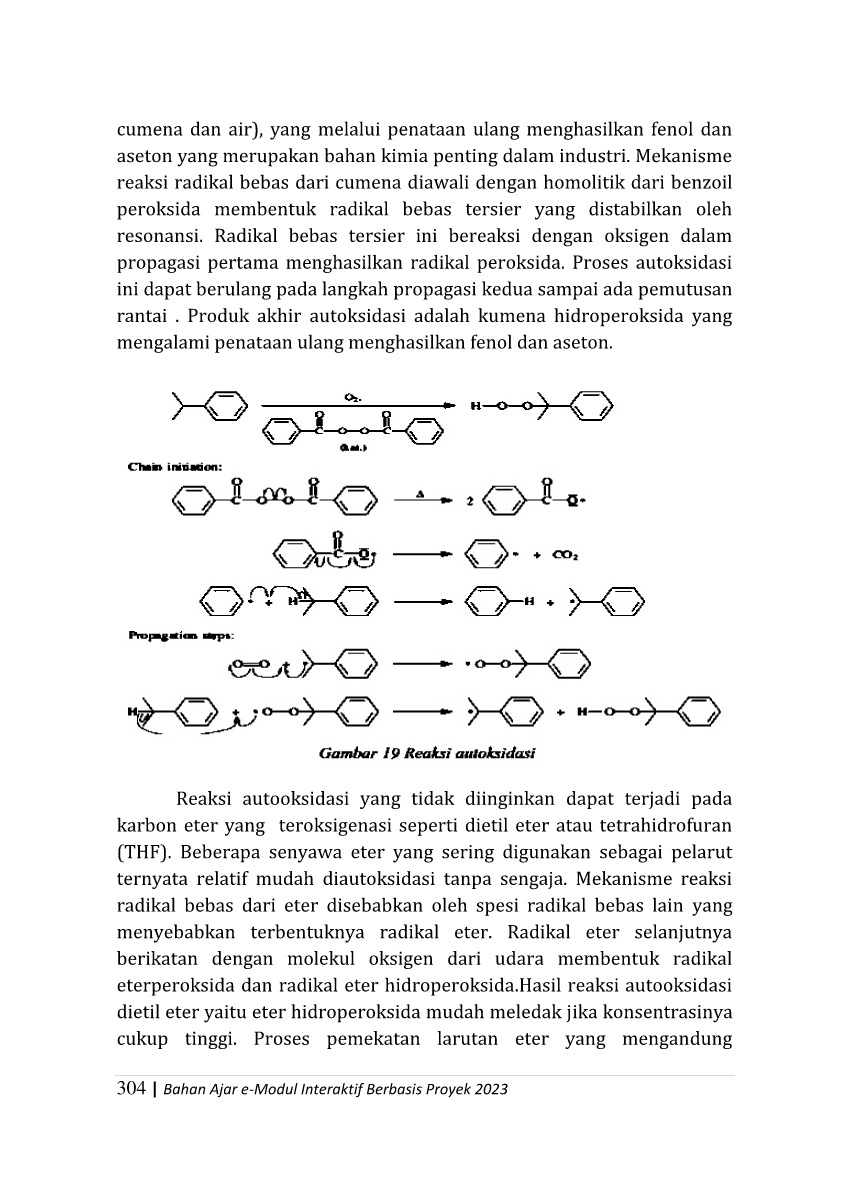 cumena dan air), yang melalui penataan ulang menghasilkan fenol dan
aseton yang merupakan bahan kimia penting dalam industri. Mekanisme
reaksi radikal bebas dari cumena diawali dengan homolitik dari benzoil
peroksida membentuk radikal bebas tersier yang distabilkan oleh
resonansi. Radikal bebas tersier ini bereaksi dengan oksigen dalam
propagasi pertama menghasilkan radikal peroksida. Proses autoksidasi
ini dapat berulang pada langkah propagasi kedua sampai ada pemutusan
rantai . Produk akhir autoksidasi adalah kumena hidroperoksida yang
mengalami penataan ulang menghasilkan fenol dan aseton.
O₂,
H—O—O
O O
C—O—O—C
(kat.)
Chain initiation:
O O O
C O O C Δ 2 C—O•
O
C—O• • + CO₂
• + H —H + •
Propagation steps:
O=O + • •O—O
H + •O—O • + H—O—O
Gambar 19 Reaksi autoksidasi
Reaksi autooksidasi yang tidak diinginkan dapat terjadi pada
karbon eter yang teroksigenasi seperti dietil eter atau tetrahidrofuran
(THF). Beberapa senyawa eter yang sering digunakan sebagai pelarut
ternyata relatif mudah diautoksidasi tanpa sengaja. Mekanisme reaksi
radikal bebas dari eter disebabkan oleh spesi radikal bebas lain yang
menyebabkan terbentuknya radikal eter. Radikal eter selanjutnya
berikatan dengan molekul oksigen dari udara membentuk radikal
eterperoksida dan radikal eter hidroperoksida.Hasil reaksi autooksidasi
dietil eter yaitu eter hidroperoksida mudah meledak jika konsentrasinya
cukup tinggi. Proses pemekatan larutan eter yang mengandung
304 | Bahan Ajar e-Modul Interaktif Berbasis Proyek 2023